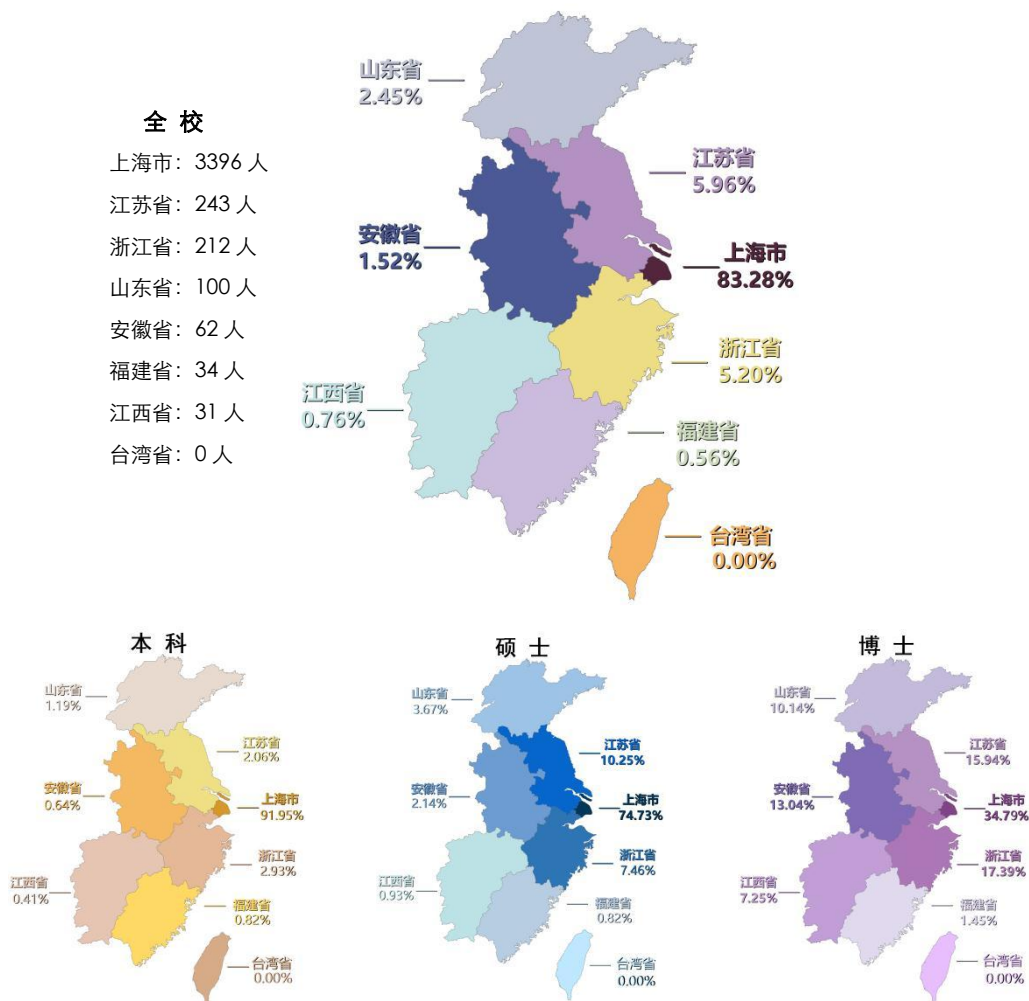 全 校
上海市：3396 人
江苏省：243 人
浙江省：212 人
山东省：100 人
安徽省：62 人
福建省：34 人
江西省：31 人
台湾省：0 人
山东省
2.45%
江苏省
5.96%
安徽省
1.52%
上海市
83.28%
浙江省
5.20%
江西省
0.76%
福建省
0.56%
台湾省
0.00%
本 科
山东省
1.19%
江苏省
2.06%
安徽省
0.64%
上海市
91.95%
浙江省
2.93%
江西省
0.41%
福建省
0.82%
台湾省
0.00%
硕 士
山东省
3.67%
江苏省
10.25%
安徽省
2.14%
上海市
74.73%
浙江省
7.46%
江西省
0.93%
福建省
0.82%
台湾省
0.00%
博 士
山东省
10.14%
江苏省
15.94%
安徽省
13.04%
上海市
34.79%
浙江省
17.39%
江西省
7.25%
福建省
1.45%
台湾省
0.00%